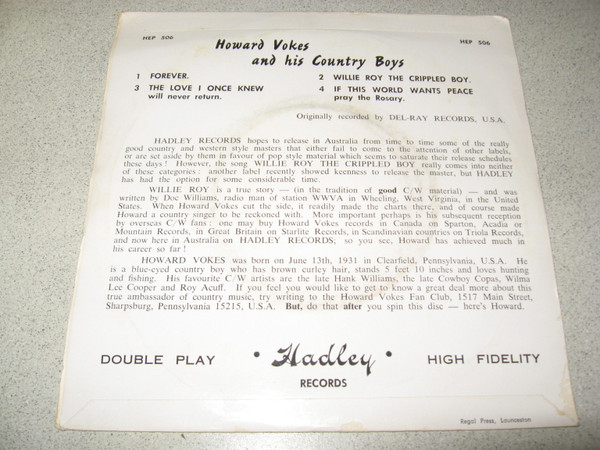 HEP 506
HEP 506
Howard Vokes
and his Country Boys
1 FOREVER.
2 WILLIE ROY THE CRIPPLED BOY.
3 THE LOVE I ONCE KNEW
will never return.
4 IF THIS WORLD WANTS PEACE
pray the Rosary.
Originally recorded by DEL-RAY RECORDS, U.S.A.
HADLEY RECORDS hopes to release in Australia from time to time some of the really
good country and western style masters that either fail to come to the attention of other labels,
or are set aside by them in favour of pop style material which seems to saturate their release schedules
these days! However, the song WILLIE ROY THE CRIPPLED BOY really comes into neither
of these categories: another label recently showed keenness to release the master, but HADLEY
has had the option for some considerable time.
WILLIE ROY is a true story — (in the tradition of good C/W material) — and was
written by Doc Williams, radio man of station WWVA in Wheeling, West Virginia, in the United
States. When Howard Vokes cut the side, it readily made the charts there, and of course made
Howard a country singer to be reckoned with. More important perhaps is his subsequent reception
by overseas C/W fans: one may buy Howard Vokes records in Canada on Sparton, Acadia or
Mountain Records, in Great Britain on Starlite Records, in Scandinavian countries on Triola Records,
and now here in Australia on HADLEY RECORDS; so you see, Howard has achieved much in
his career so far!
HOWARD VOKES was born on June 13th, 1931 in Clearfield, Pennsylvania, U.S.A. He
is a blue-eyed country boy who has brown curley hair, stands 5 feet 10 inches and loves hunting
and fishing. His favourite C/W artists are the late Hank Williams, the late Cowboy Copas, Wilma
Lee Cooper and Roy Acuff. If you feel you would like to get to know a great deal more about this
true ambassador of country music, try writing to the Howard Vokes Fan Club, 1517 Main Street,
Sharpsburg, Pennsylvania 15215, U.S.A. But, do that after you spin this disc — here's Howard.
DOUBLE PLAY • Hadley • HIGH FIDELITY
RECORDS
Regal Press, Launceston